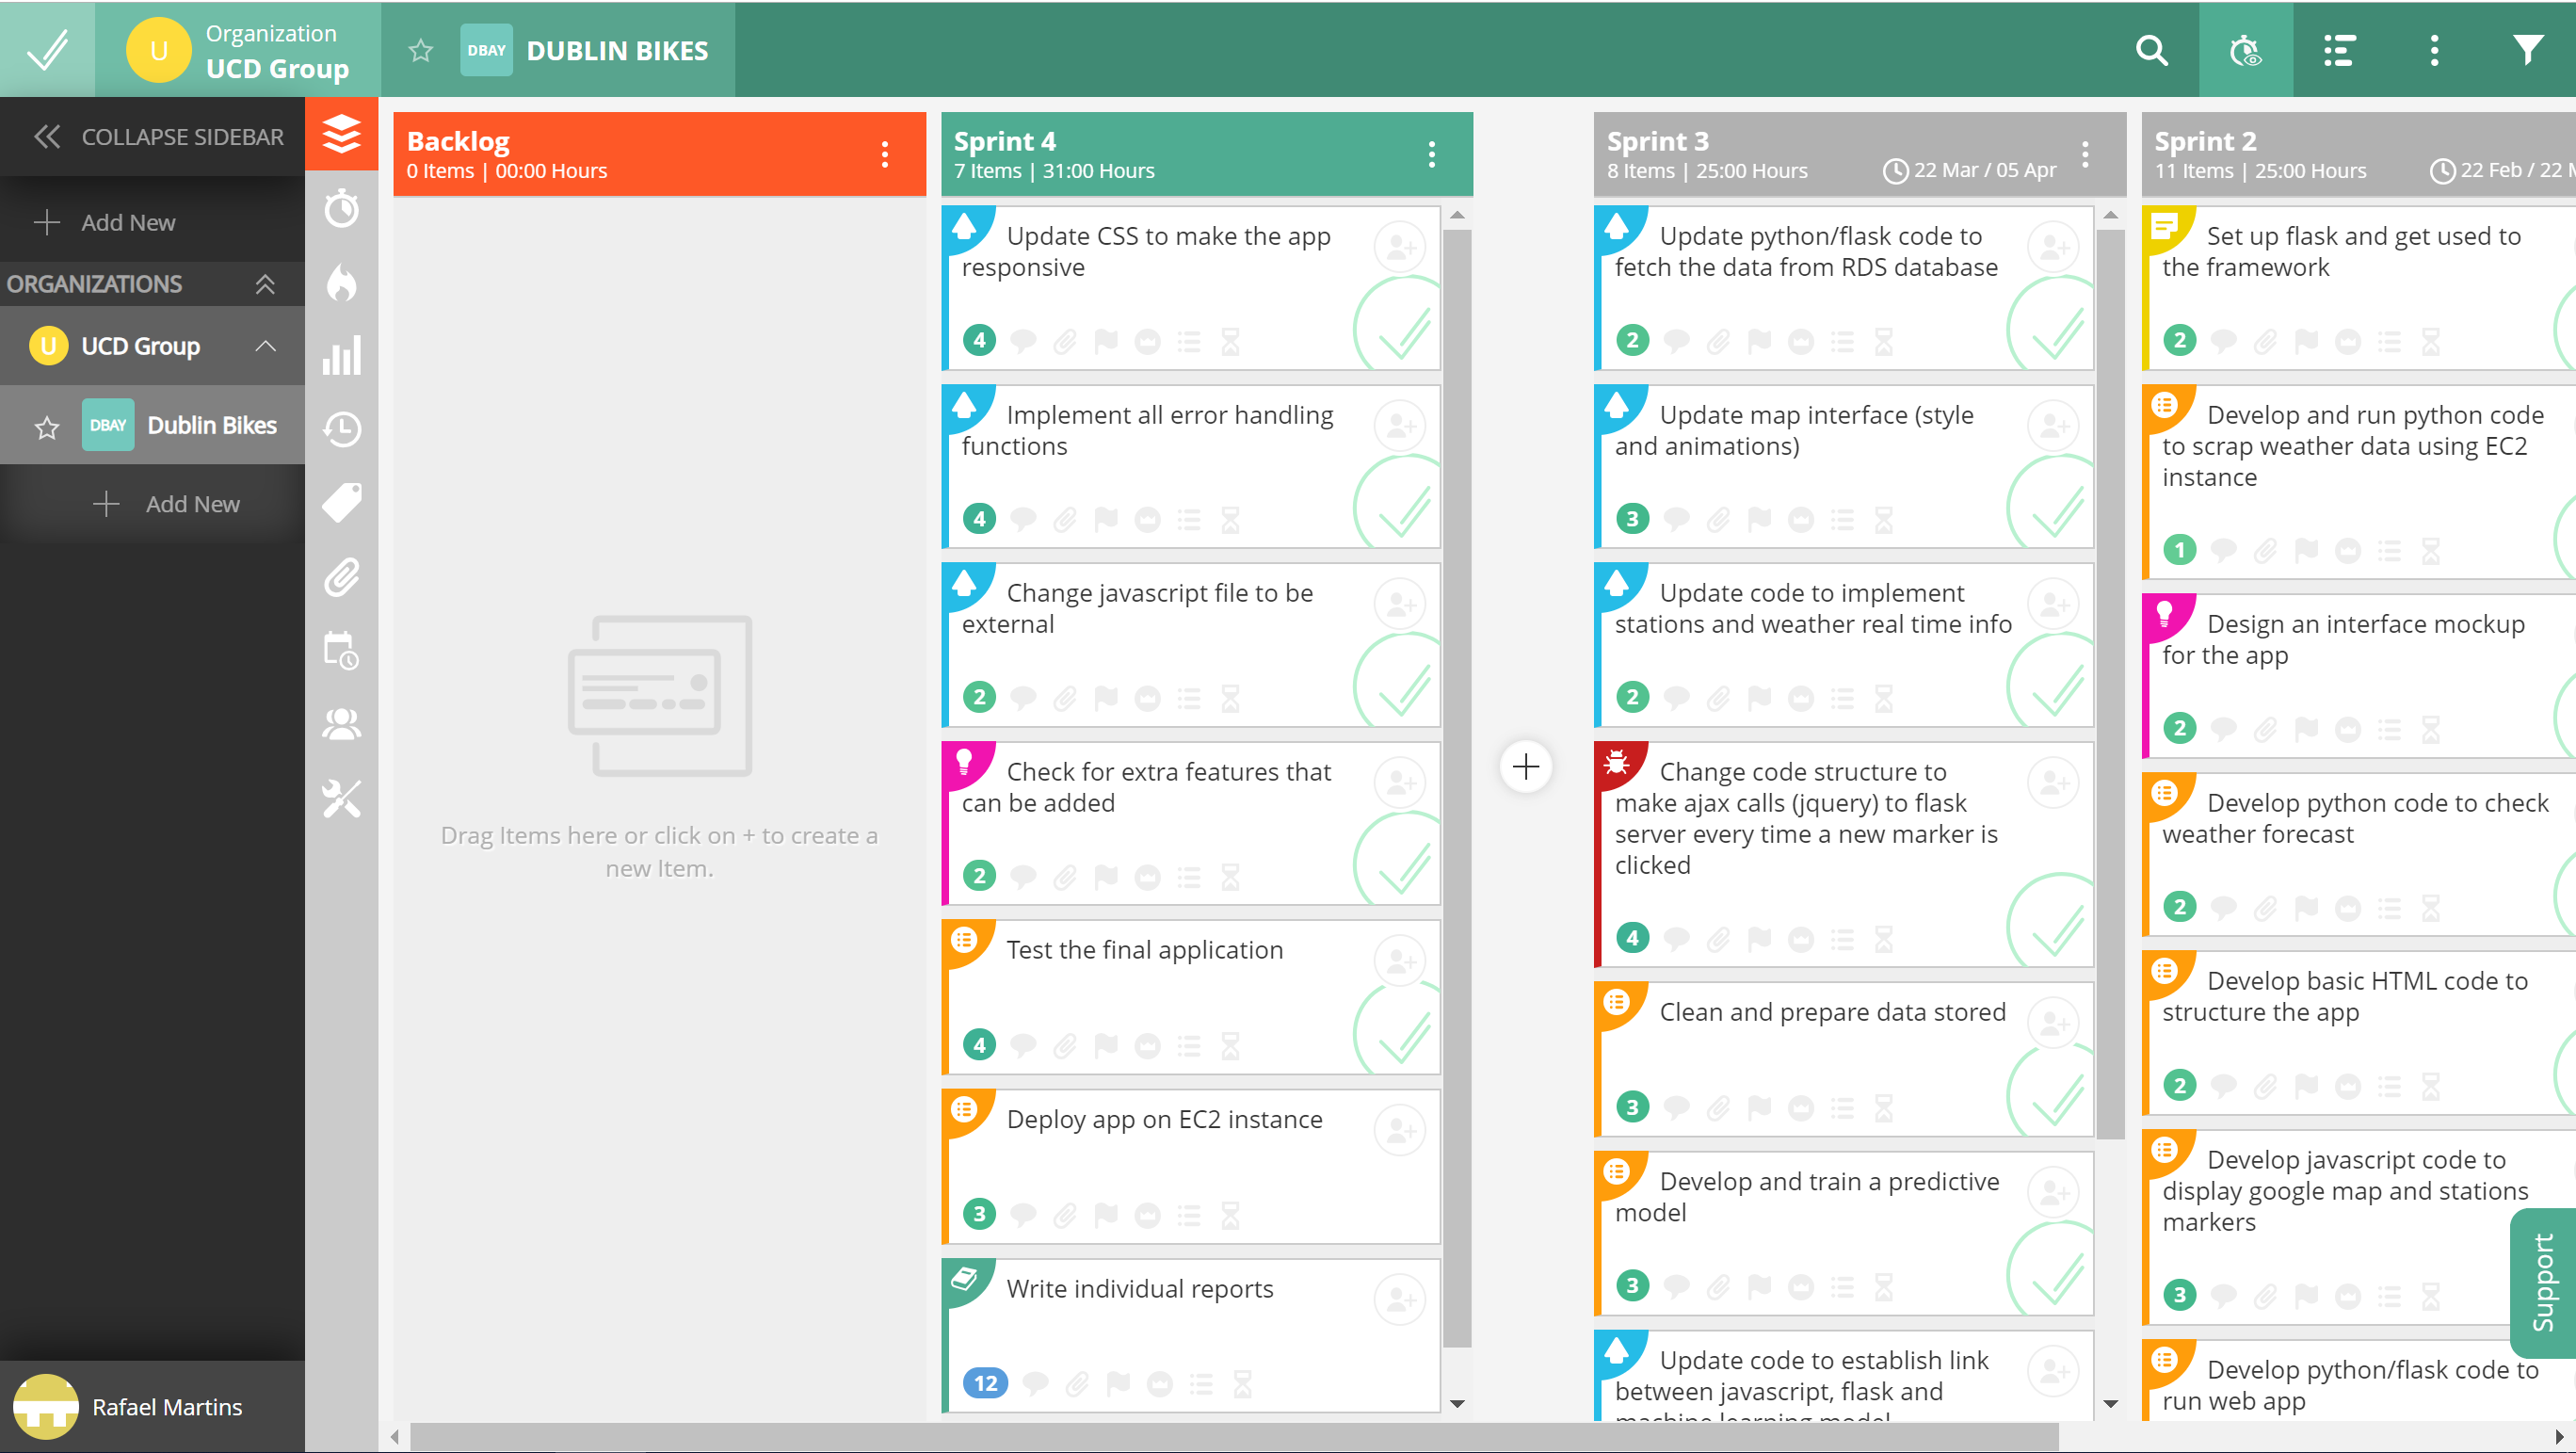 U
Organization
UCD Group
DBAY
DUBLIN BIKES
COLLAPSE SIDEBAR
Add New
ORGANIZATIONS
U
UCD Group
DBAY
Dublin Bikes
Add New
Rafael Martins
Backlog
0 Items | 00:00 Hours
Drag Items here or click on + to create a
new Item.
Sprint 4
7 Items | 31:00 Hours
Update CSS to make the app
responsive
4
Implement all error handling
functions
4
Change javascript file to be
external
2
Check for extra features that
can be added
2
Test the final application
4
Deploy app on EC2 instance
3
Write individual reports
12
Sprint 3
8 Items | 25:00 Hours
22 Mar / 05 Apr
Update python/flask code to
fetch the data from RDS database
2
Update map interface (style
and animations)
3
Update code to implement
stations and weather real time info
2
Change code structure to
make ajax calls (jquery) to flask
server every time a new marker is
clicked
4
Clean and prepare data stored
3
Develop and train a predictive
model
3
Update code to establish link
between javascript, flask and
machine learning model
Sprint 2
11 Items | 25:00 Hours
22 Feb / 22
Set up flask and get used to
the framework
2
Develop and run python code
to scrap weather data using EC2
instance
1
Design an interface mockup
for the app
2
Develop python code to check
weather forecast
2
Develop basic HTML code to
structure the app
2
Develop javascript code to
display google map and stations
markers
3
Develop python/flask code to
run web app
Support